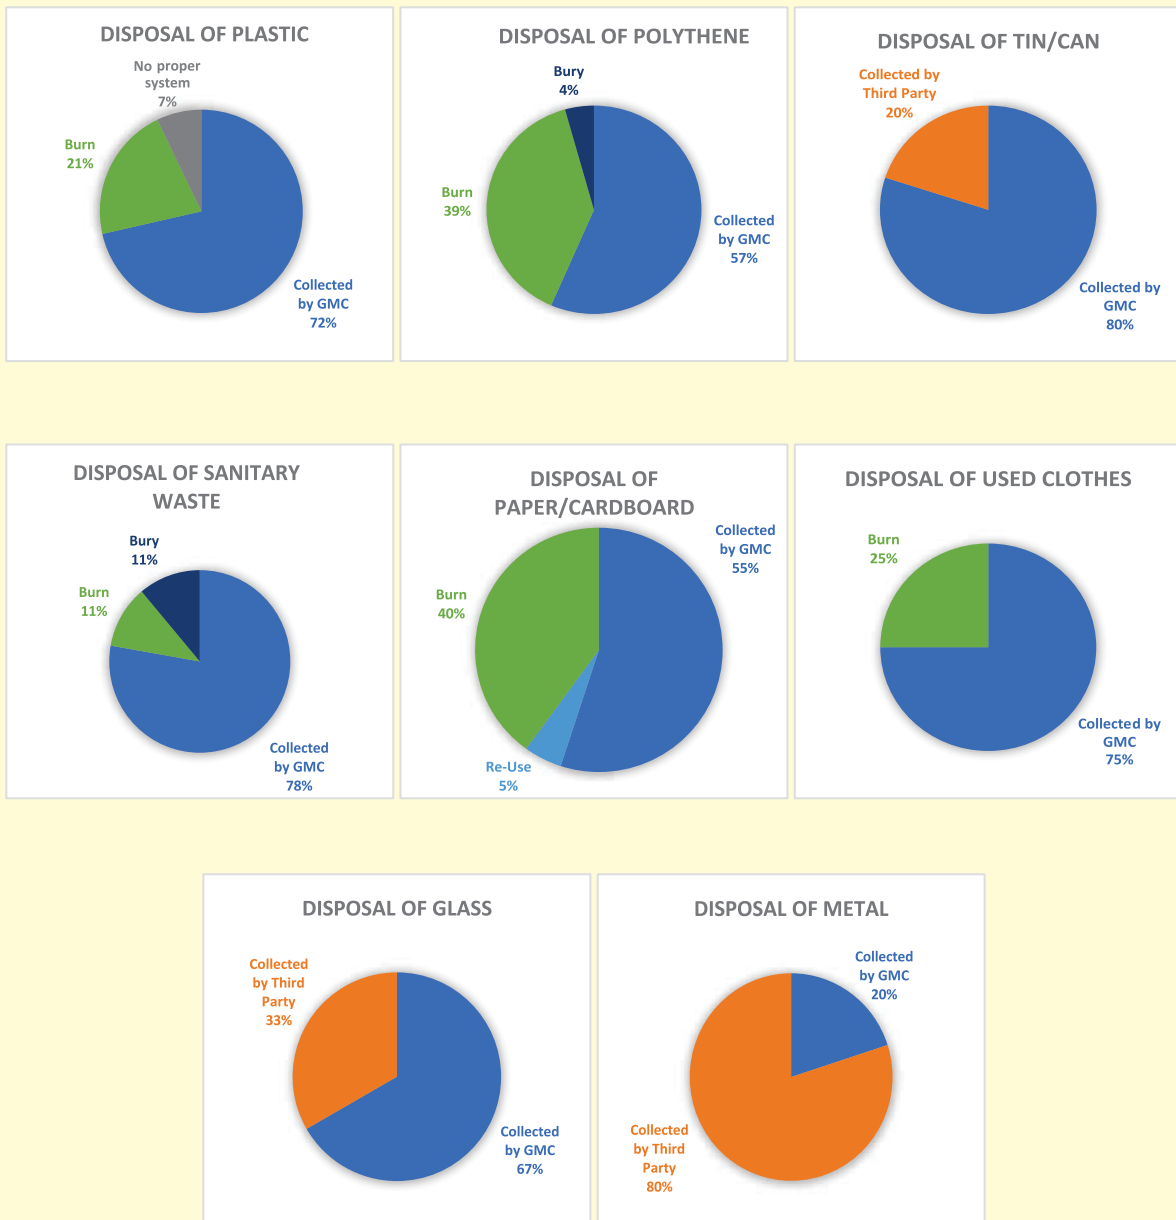 DISPOSAL OF PLASTIC
No proper
system
7%
Burn
21%
Collected
by GMC
72%
DISPOSAL OF POLYTHENE
Bury
4%
Burn
39%
Collected
by GMC
57%
DISPOSAL OF TIN/CAN
Collected by
Third Party
20%
Collected by
GMC
80%
DISPOSAL OF SANITARY
WASTE
Bury
11%
Burn
11%
Collected
by GMC
78%
DISPOSAL OF
PAPER/CARDBOARD
Collected
by GMC
55%
Burn
40%
Re-Use
5%
DISPOSAL OF USED CLOTHES
Burn
25%
Collected by
GMC
75%
DISPOSAL OF GLASS
Collected
by Third
Party
33%
Collected
by GMC
67%
DISPOSAL OF METAL
Collected
by GMC
20%
Collected
by Third
Party
80%